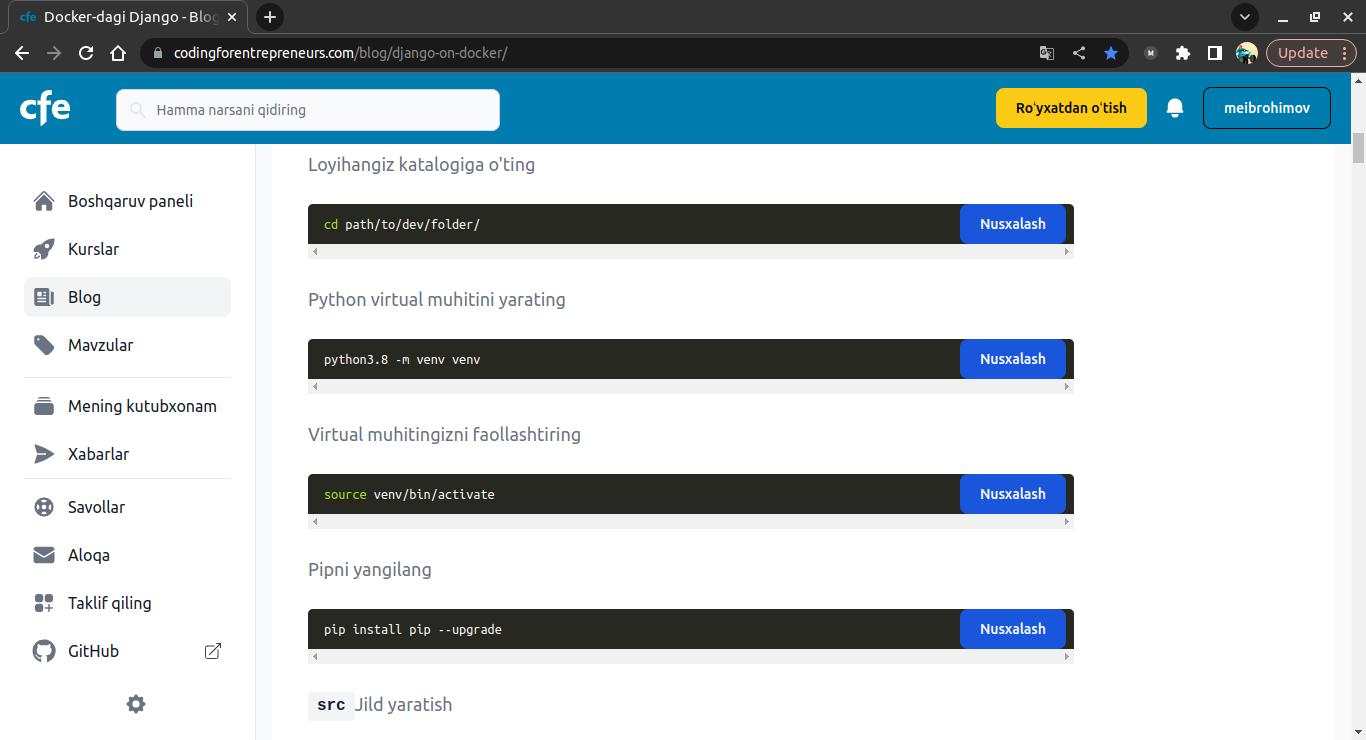 cfe Docker-dagi Django - Blog
codingforentrepreneurs.com/blog/django-on-docker/
M
Update
cfe
Hamma narsani qidiring
Roʻyxatdan oʻtish
meibrohimov
Boshqaruv paneli
Kurslar
Blog
Mavzular
Mening kutubxonam
Xabarlar
Savollar
Aloqa
Taklif qiling
GitHub
Loyihangiz katalogiga o'ting
cd path/to/dev/folder/
Nusxalash
Python virtual muhitini yarating
python3.8 -m venv venv
Nusxalash
Virtual muhitingizni faollashtiring
source venv/bin/activate
Nusxalash
Pipni yangilang
pip install pip --upgrade
Nusxalash
src Jild yaratish